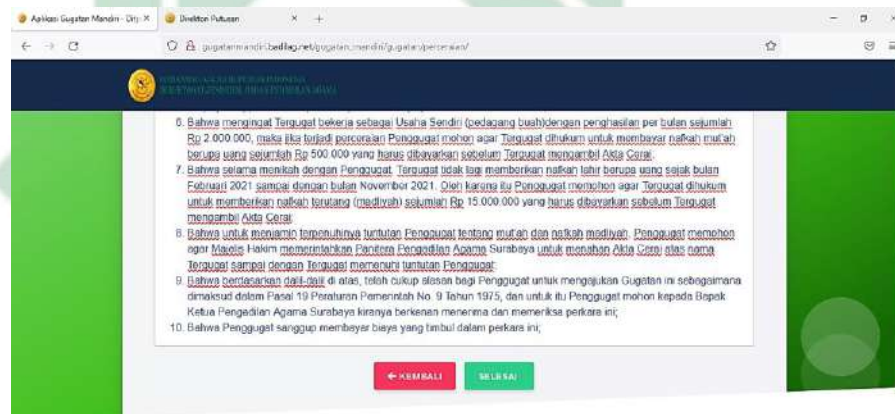 Aplikasi Gugatan Mandiri - Ditj
Direktori Putusan
gugatanmandiri.badilag.net/gugatan_mandiri/gugatan/perceraian/
6. Bahwa mengingat Tergugat bekerja sebagai Usaha Sendiri (pedagang buah)dengan penghasilan per bulan sejumlah
Rp 2.000.000, maka jika terjadi perceraian Penggugat mohon agar Tergugat dihukum untuk membayar nafkah mut'ah
berupa uang sejumlah Rp 500.000 yang harus dibayarkan sebelum Tergugat mengambil Akta Cerai;
7. Bahwa selama menikah dengan Penggugat, Tergugat tidak lagi memberikan nafkah lahir berupa uang sejak bulan
Februari 2021 sampai dengan bulan November 2021. Oleh karena itu Penggugat memohon agar Tergugat dihukum
untuk memberikan nafkah terutang (madliyah) sejumlah Rp 15.000.000 yang harus dibayarkan sebelum Tergugat
mengambil Akta Cerai;
8. Bahwa untuk menjamin terpenuhinya tuntutan Penggugat tentang mut'ah dan nafkah madliyah, Penggugat memohon
agar Majelis Hakim memerintahkan Panitera Pengadilan Agama Surabaya untuk menahan Akta Cerai atas nama
Tergugat sampai dengan Tergugat memenuhi tuntutan Penggugat;
9. Bahwa berdasarkan dalil-dalil di atas, telah cukup alasan bagi Penggugat untuk mengajukan Gugatan ini sebagaimana
dimaksud dalam Pasal 19 Peraturan Pemerintah No. 9 Tahun 1975, dan untuk itu Penggugat mohon kepada Bapak
Ketua Pengadilan Agama Surabaya kiranya berkenan menerima dan memeriksa perkara ini;
10. Bahwa Penggugat sanggup membayar biaya yang timbul dalam perkara ini;
KEMBALI
SELESAI